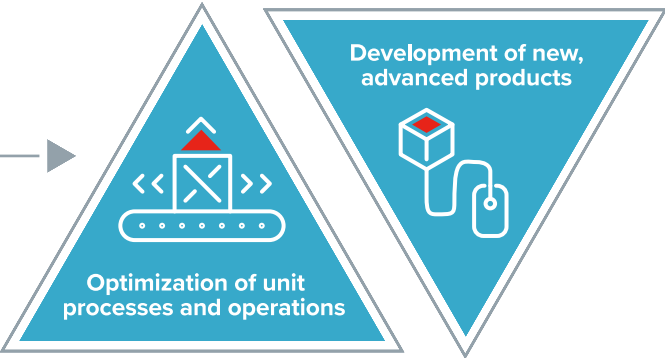 Development of new,
advanced products
Optimization of unit
processes and operations